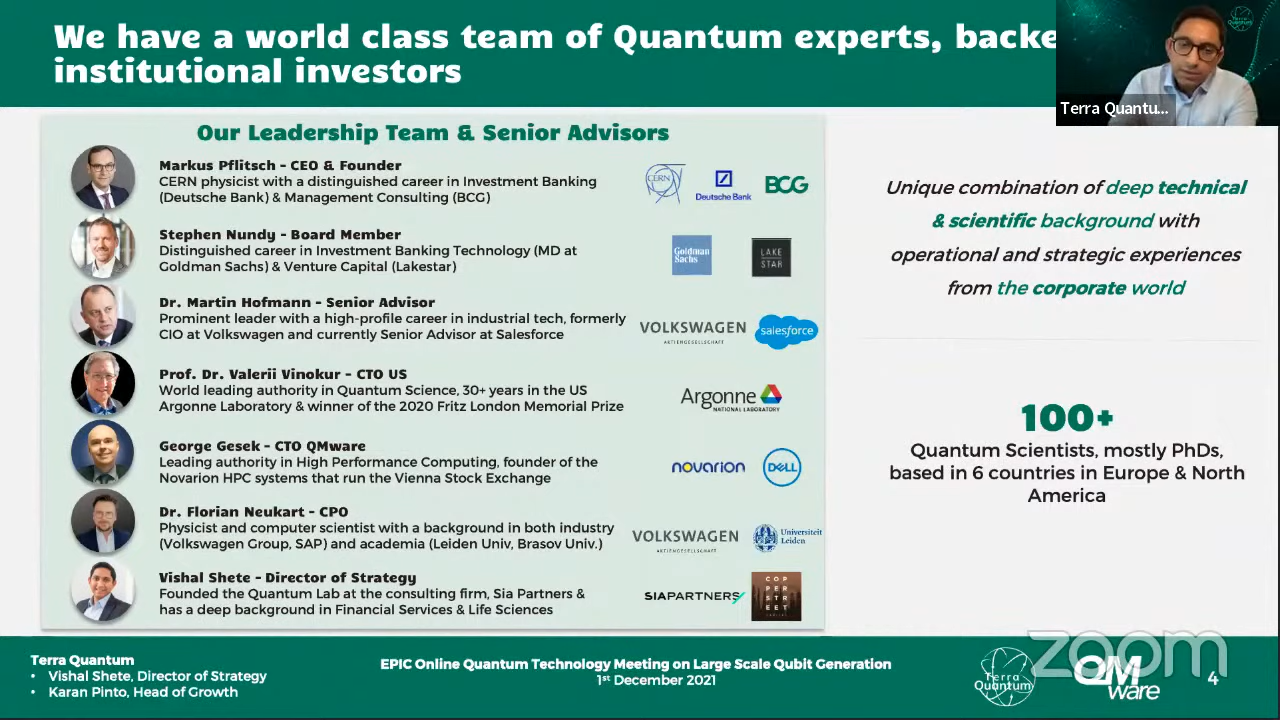 We have a world class team of Quantum experts, backe
institutional investors
Terra Quantu...
Our Leadership Team & Senior Advisors
Markus Pflitsch - CEO & Founder
CERN physicist with a distinguished career in Investment Banking
(Deutsche Bank) & Management Consulting (BCG)
CERN
Deutsche Bank
BCG
Stephen Nundy - Board Member
Distinguished career in Investment Banking Technology (MD at
Goldman Sachs) & Venture Capital (Lakestar)
Goldman
Sachs
LAKE
STAR
Dr. Martin Hofmann - Senior Advisor
Prominent leader with a high-profile career in industrial tech, formerly
CIO at Volkswagen and currently Senior Advisor at Salesforce
VOLKSWAGEN
AKTIENGESELLSCHAFT
salesforce
Prof. Dr. Valerii Vinokur - CTO US
World leading authority in Quantum Science, 30+ years in the US
Argonne Laboratory & winner of the 2020 Fritz London Memorial Prize
Argonne
NATIONAL LABORATORY
George Gesek - CTO QMware
Leading authority in High Performance Computing, founder of the
Novarion HPC systems that run the Vienna Stock Exchange
novarion
DELL
Dr. Florian Neukart - CPO
Physicist and computer scientist with a background in both industry
(Volkswagen Group, SAP) and academia (Leiden Univ, Brasov Univ.)
VOLKSWAGEN
AKTIENGESELLSCHAFT
Universiteit
Leiden
Vishal Shete - Director of Strategy
Founded the Quantum Lab at the consulting firm, Sia Partners &
has a deep background in Financial Services & Life Sciences
SIAPARTNERS
COP
PER
STR
EET
Unique combination of deep technical
& scientific background with
operational and strategic experiences
from the corporate world
100+
Quantum Scientists, mostly PhDs,
based in 6 countries in Europe & North
America
Terra Quantum
• Vishal Shete, Director of Strategy
• Karan Pinto, Head of Growth
EPIC Online Quantum Technology Meeting on Large Scale Qubit Generation
1st December 2021
Terra
Quantum
QM
ware
zoom
4